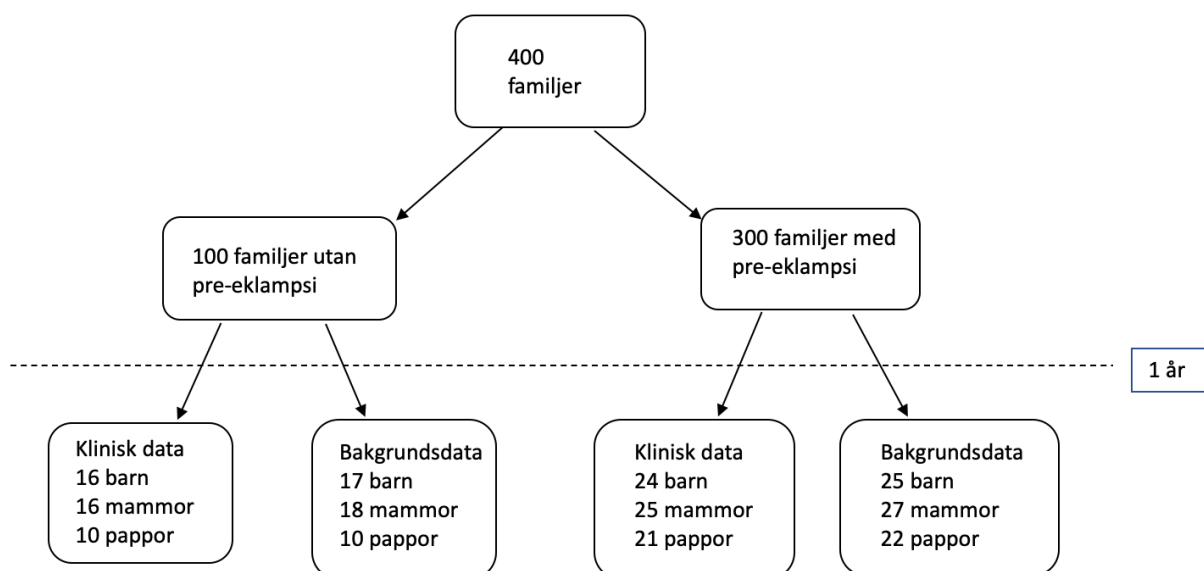 400
familjer
100 familjer utan
pre-eklampsi
300 familjer med
pre-eklampsi
1 år
Klinisk data
16 barn
16 mammor
10 pappor
Bakgrundsdata
17 barn
18 mammor
10 pappor
Klinisk data
24 barn
25 mammor
21 pappor
Bakgrundsdata
25 barn
27 mammor
22 pappor